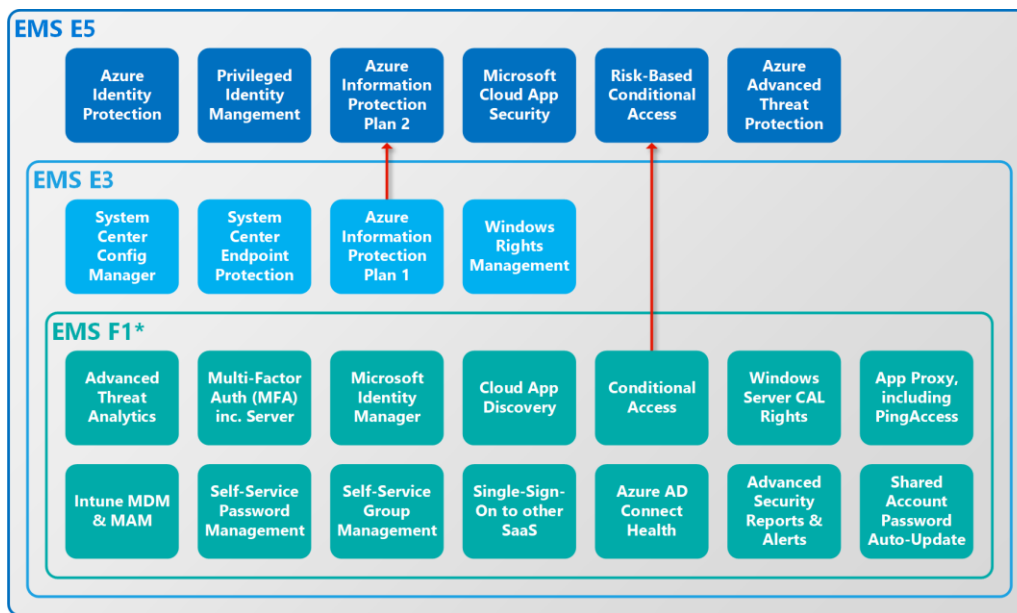 EMS E5
Azure
Identity
Protection
Privileged
Identity
Mangement
Azure
Information
Protection
Plan 2
Microsoft
Cloud App
Security
Risk-Based
Conditional
Access
Azure
Advanced
Threat
Protection
EMS E3
System
Center
Config
Manager
System
Center
Endpoint
Protection
Azure
Information
Protection
Plan 1
Windows
Rights
Management
EMS F1*
Advanced
Threat
Analytics
Multi-Factor
Auth (MFA)
inc. Server
Microsoft
Identity
Manager
Cloud App
Discovery
Conditional
Access
Windows
Server CAL
Rights
App Proxy,
including
PingAccess
Intune MDM
& MAM
Self-Service
Password
Management
Self-Service
Group
Management
Single-Sign-
On to other
SaaS
Azure AD
Connect
Health
Advanced
Security
Reports &
Alerts
Shared
Account
Password
Auto-Update